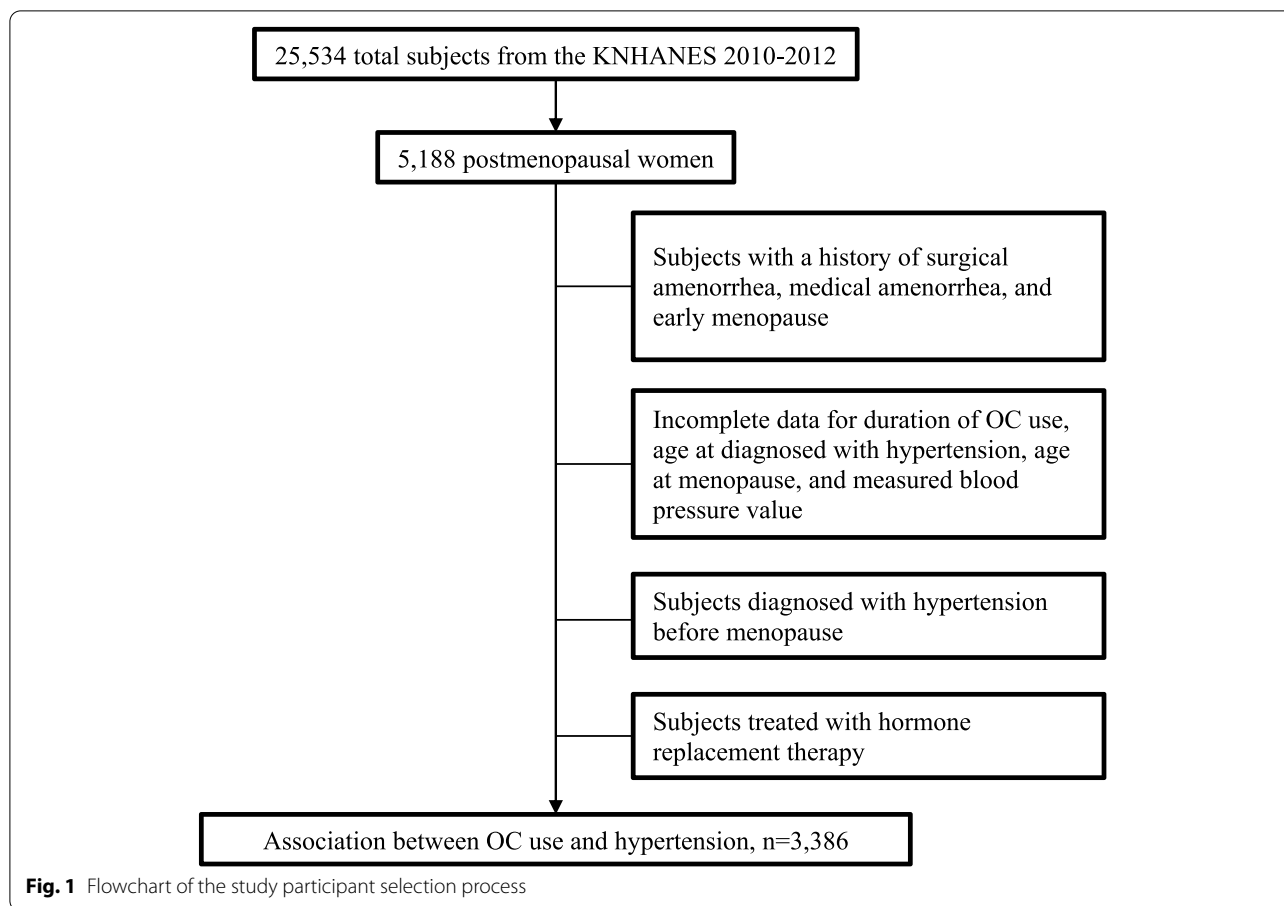 25,534 total subjects from the KNHANES 2010-2012
5,188 postmenopausal women
Subjects with a history of surgical
amenorrhea, medical amenorrhea, and
early menopause
Incomplete data for duration of OC use,
age at diagnosed with hypertension, age
at menopause, and measured blood
pressure value
Subjects diagnosed with hypertension
before menopause
Subjects treated with hormone
replacement therapy
Association between OC use and hypertension, n=3,386
Fig. 1 Flowchart of the study participant selection process